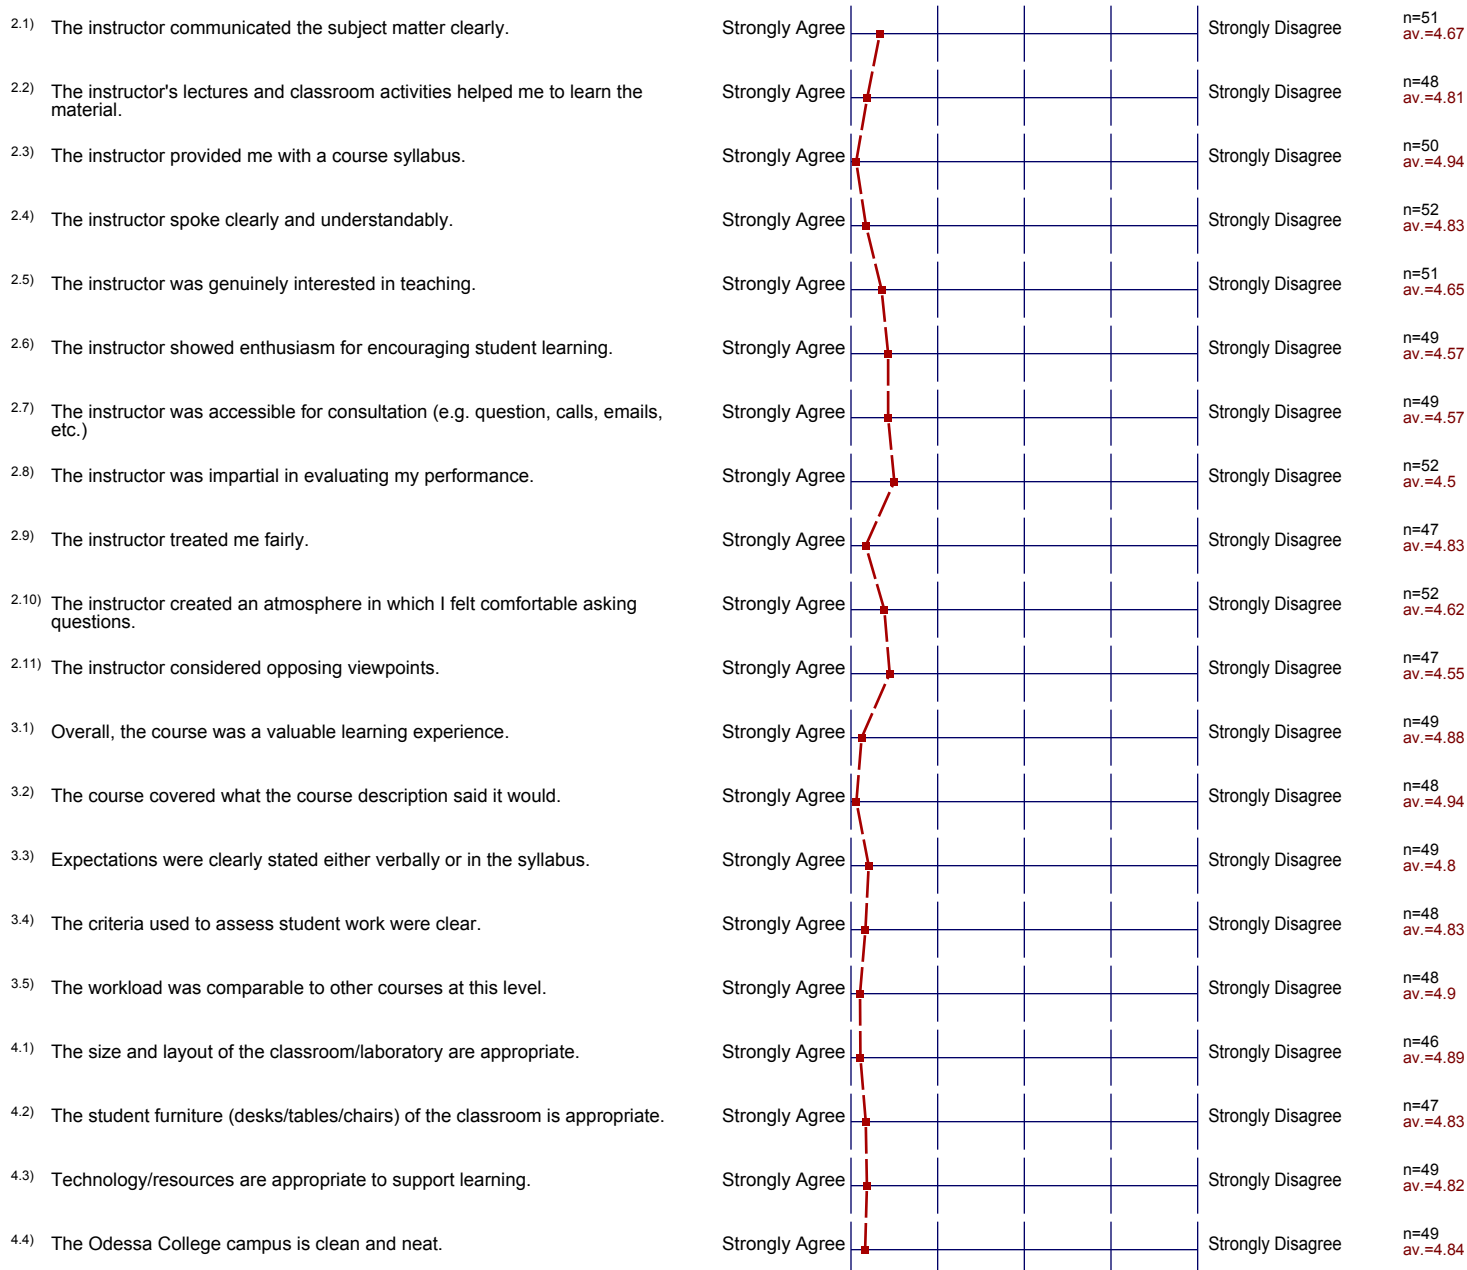 2.1) The instructor communicated the subject matter clearly. Strongly Agree Strongly Disagree n=51
av.=4.67
2.2) The instructor's lectures and classroom activities helped me to learn the Strongly Agree Strongly Disagree n=48
material. av.=4.81
2.3) The instructor provided me with a course syllabus. Strongly Agree Strongly Disagree n=50
av.=4.94
2.4) The instructor spoke clearly and understandably. Strongly Agree Strongly Disagree n=52
av.=4.83
2.5) The instructor was genuinely interested in teaching. Strongly Agree Strongly Disagree n=51
av.=4.65
2.6) The instructor showed enthusiasm for encouraging student learning. Strongly Agree Strongly Disagree n=49
av.=4.57
2.7) The instructor was accessible for consultation (e.g. question, calls, emails, Strongly Agree Strongly Disagree n=49
etc.) av.=4.57
2.8) The instructor was impartial in evaluating my performance. Strongly Agree Strongly Disagree n=52
av.=4.5
2.9) The instructor treated me fairly. Strongly Agree Strongly Disagree n=47
av.=4.83
2.10) The instructor created an atmosphere in which I felt comfortable asking Strongly Agree Strongly Disagree n=52
questions. av.=4.62
2.11) The instructor considered opposing viewpoints. Strongly Agree Strongly Disagree n=47
av.=4.55
3.1) Overall, the course was a valuable learning experience. Strongly Agree Strongly Disagree n=49
av.=4.88
3.2) The course covered what the course description said it would. Strongly Agree Strongly Disagree n=48
av.=4.94
3.3) Expectations were clearly stated either verbally or in the syllabus. Strongly Agree Strongly Disagree n=49
av.=4.8
3.4) The criteria used to assess student work were clear. Strongly Agree Strongly Disagree n=48
av.=4.83
3.5) The workload was comparable to other courses at this level. Strongly Agree Strongly Disagree n=48
av.=4.9
4.1) The size and layout of the classroom/laboratory are appropriate. Strongly Agree Strongly Disagree n=46
av.=4.89
4.2) The student furniture (desks/tables/chairs) of the classroom is appropriate. Strongly Agree Strongly Disagree n=47
av.=4.83
4.3) Technology/resources are appropriate to support learning. Strongly Agree Strongly Disagree n=49
av.=4.82
4.4) The Odessa College campus is clean and neat. Strongly Agree Strongly Disagree n=49
av.=4.84